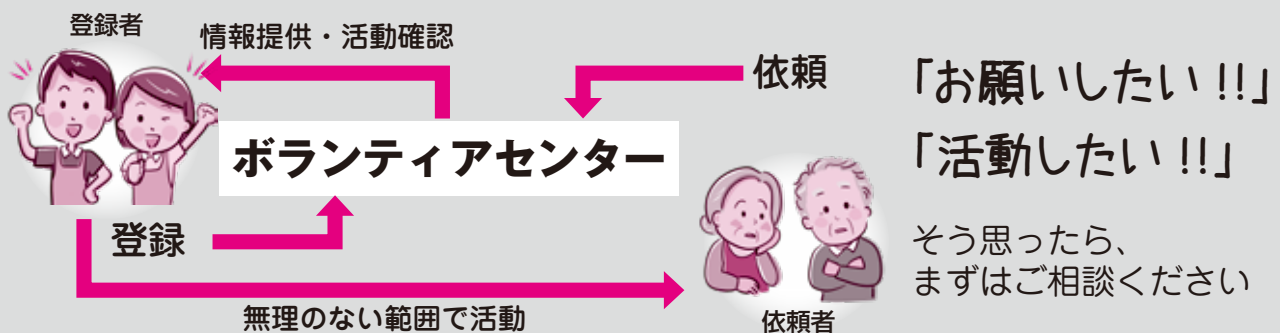 登録者
情報提供・活動確認
依頼
ボランティアセンター
登録
無理のない範囲で活動
依頼者
「お願いしたい!!」
「活動したい!!」
そう思ったら、
まずはご相談ください